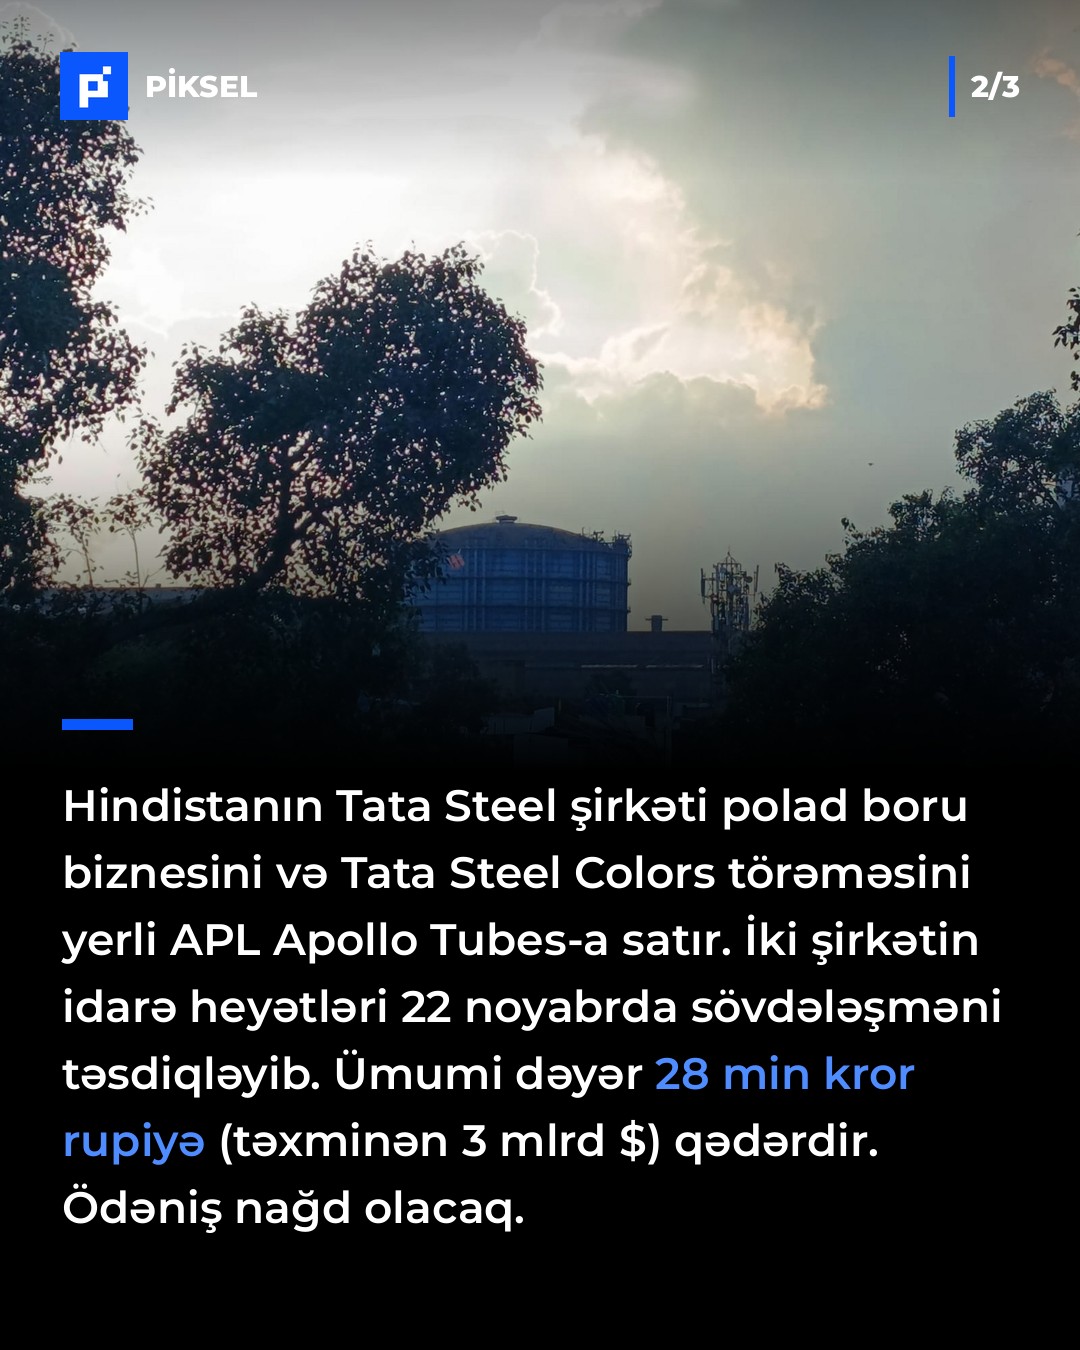 PİKSEL
2/3
Hindistanın Tata Steel şirkəti polad boru
biznesini və Tata Steel Colors törəməsini
yerli APL Apollo Tubes-a satır. İki şirkətin
idarə heyətləri 22 noyabrda sövdələşməni
təsdiqləyib. Ümumi dəyər 28 min kror
rupiyə (təxminən 3 mlrd $) qədərdir.
Ödəniş nağd olacaq.